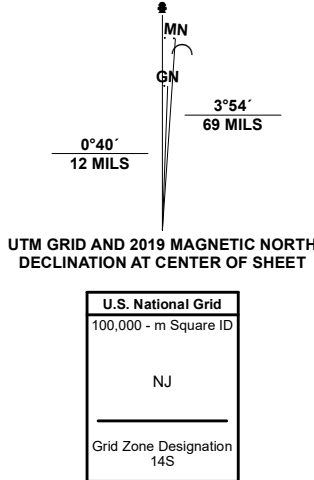 MN
GN
3°54´
69 MILS
0°40´
12 MILS
UTM GRID AND 2019 MAGNETIC NORTH
DECLINATION AT CENTER OF SHEET
U.S. National Grid
100,000 - m Square ID
NJ
Grid Zone Designation
14S